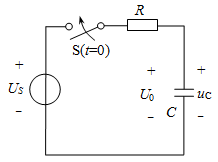 R
S(t=0)
+ + +
U_S U_0 u_C
C
− − −